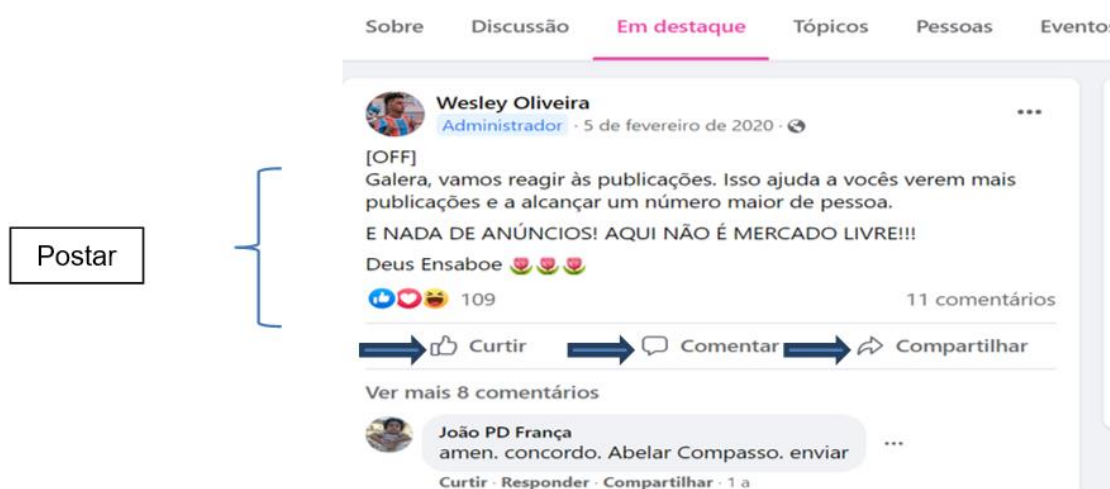 Sobre Discussão Em destaque Tópicos Pessoas Eventos
Wesley Oliveira
Administrador · 5 de fevereiro de 2020 ·
[OFF]
Galera, vamos reagir às publicações. Isso ajuda a vocês verem mais
publicações e a alcançar um número maior de pessoa.
E NADA DE ANÚNCIOS! AQUI NÃO É MERCADO LIVRE!!!
Postar
Deus Ensaboe 🌷🌷🌷
109 11 comentários
Curtir Comentar Compartilhar
Ver mais 8 comentários
João PD França
amen. concordo. Abelar Compasso. enviar
Curtir · Responder · Compartilhar · 1 a